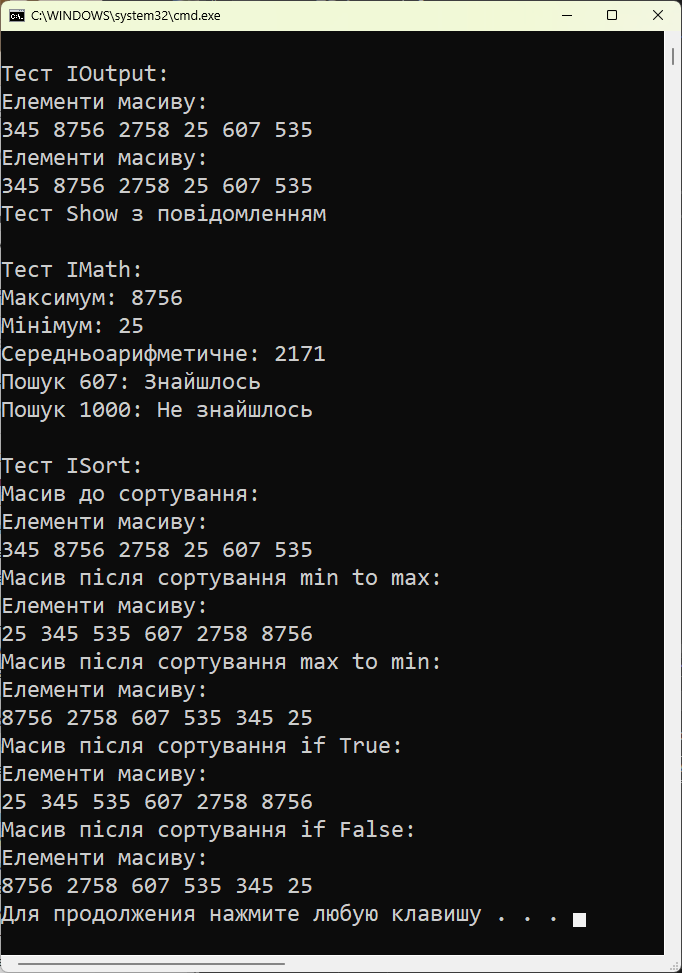 C:\WINDOWS\system32\cmd.exe
Тест IOutput:
Елементи масиву:
345 8756 2758 25 607 535
Елементи масиву:
345 8756 2758 25 607 535
Тест Show з повідомленням
Тест IMath:
Максимум: 8756
Мінімум: 25
Середньоарифметичне: 2171
Пошук 607: Знайшлось
Пошук 1000: Не знайшлось
Тест ISort:
Масив до сортування:
Елементи масиву:
345 8756 2758 25 607 535
Масив після сортування min to max:
Елементи масиву:
25 345 535 607 2758 8756
Масив після сортування max to min:
Елементи масиву:
8756 2758 607 535 345 25
Масив після сортування if True:
Елементи масиву:
25 345 535 607 2758 8756
Масив після сортування if False:
Елементи масиву:
8756 2758 607 535 345 25
Для продолжения нажмите любую клавишу . . .